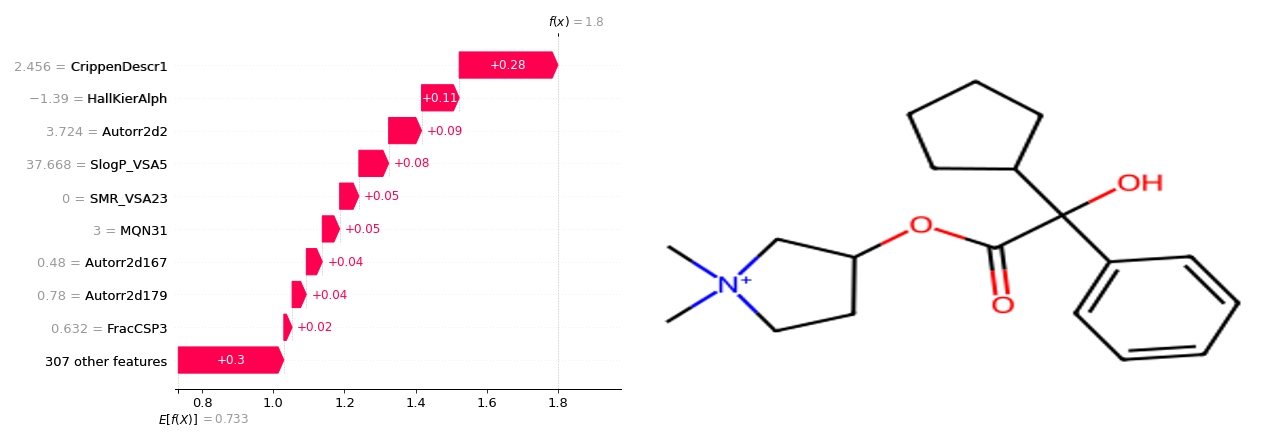 f(x) = 1.8
2.456 = CrippenDescr1
+0.28
−1.39 = HallKierAlph
+0.11
3.724 = Autorr2d2
+0.09
37.668 = SlogP_VSA5
+0.08
0 = SMR_VSA23
+0.05
3 = MQN31
+0.05
0.48 = Autorr2d167
+0.04
0.78 = Autorr2d179
+0.04
0.632 = FracCSP3
+0.02
307 other features
+0.3
0.8 1.0 1.2 1.4 1.6 1.8
E[f(X)] = 0.733
OH
O
N+
O